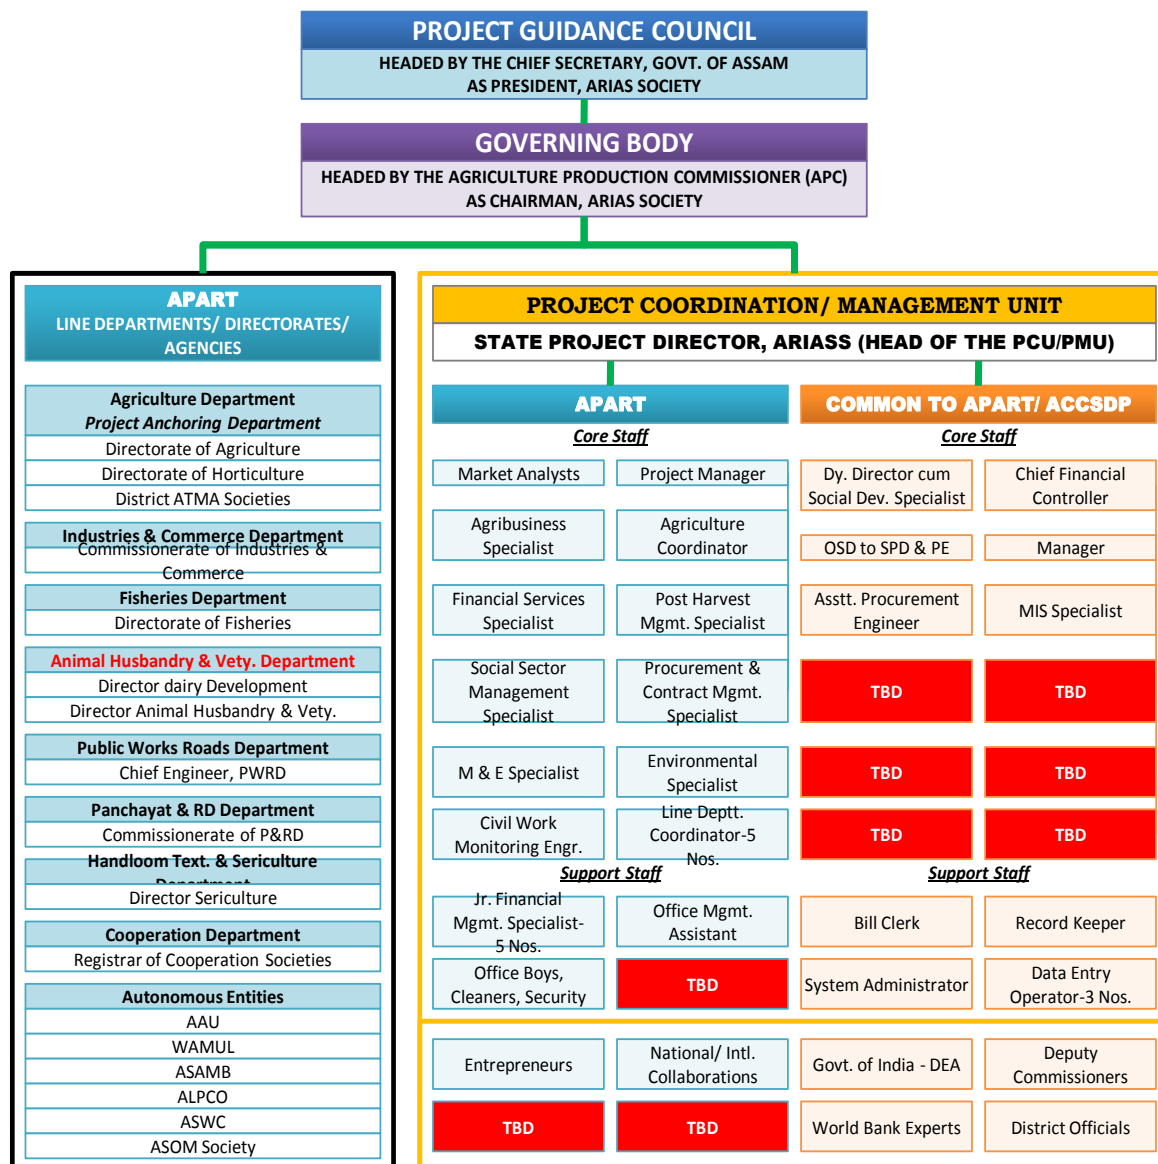 PROJECT GUIDANCE COUNCIL
HEADED BY THE CHIEF SECRETARY, GOVT. OF ASSAM
AS PRESIDENT, ARIAS SOCIETY
GOVERNING BODY
HEADED BY THE AGRICULTURE PRODUCTION COMMISSIONER (APC)
AS CHAIRMAN, ARIAS SOCIETY
APART
LINE DEPARTMENTS/ DIRECTORATES/
AGENCIES
Agriculture Department
Project Anchoring Department
Directorate of Agriculture
Directorate of Horticulture
District ATMA Societies
Industries & Commerce Department
Commissionerate of Industries &
Commerce
Fisheries Department
Directorate of Fisheries
Animal Husbandry & Vety. Department
Director dairy Development
Director Animal Husbandry & Vety.
Public Works Roads Department
Chief Engineer, PWRD
Panchayat & RD Department
Commissionerate of P&RD
Handloom Text. & Sericulture
Department
Director Sericulture
Cooperation Department
Registrar of Cooperation Societies
Autonomous Entities
AAU
WAMUL
ASAMB
ALPCO
ASWC
ASOM Society
PROJECT COORDINATION/ MANAGEMENT UNIT
STATE PROJECT DIRECTOR, ARIASS (HEAD OF THE PCU/PMU)
APART
Core Staff
Market Analysts
Project Manager
Agribusiness
Specialist
Agriculture
Coordinator
Financial Services
Specialist
Post Harvest
Mgmt. Specialist
Social Sector
Management
Specialist
Procurement &
Contract Mgmt.
Specialist
M & E Specialist
Environmental
Specialist
Civil Work
Monitoring Engr.
Line Deptt.
Coordinator-5
Nos.
Support Staff
Jr. Financial
Mgmt. Specialist-
5 Nos.
Office Mgmt.
Assistant
Office Boys,
Cleaners, Security
TBD
COMMON TO APART/ ACCSDP
Core Staff
Dy. Director cum
Social Dev. Specialist
Chief Financial
Controller
OSD to SPD & PE
Manager
Asstt. Procurement
Engineer
MIS Specialist
TBD
TBD
TBD
TBD
TBD
TBD
Support Staff
Bill Clerk
Record Keeper
System Administrator
Data Entry
Operator-3 Nos.
Entrepreneurs
National/ Intl.
Collaborations
Govt. of India - DEA
Deputy
Commissioners
TBD
TBD
World Bank Experts
District Officials